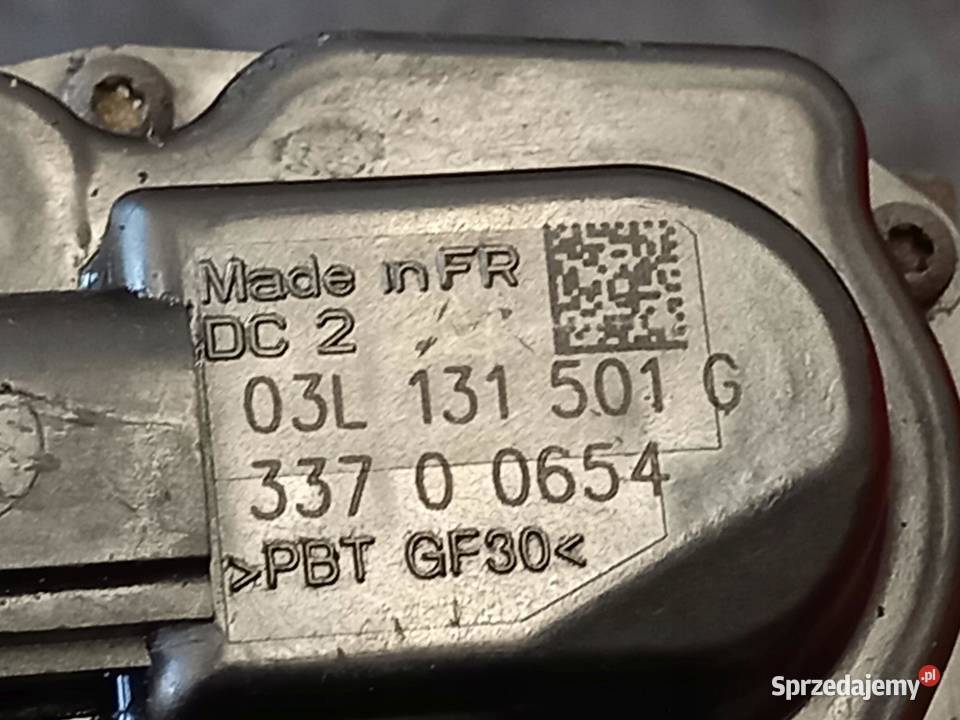 Made in FR
DC 2
03L 131 501 G
337 0 0654
>PBT GF30<
Sprzedajemy.pl